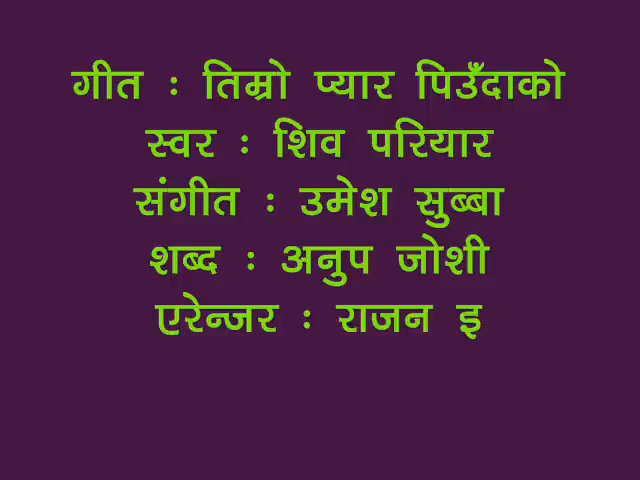 गीत : तिम्रो प्यार पिउँदाको
स्वर : शिव परियार
संगीत : उमेश सुब्बा
शब्द : अनुप जोशी
एरेन्जर : राजन इ